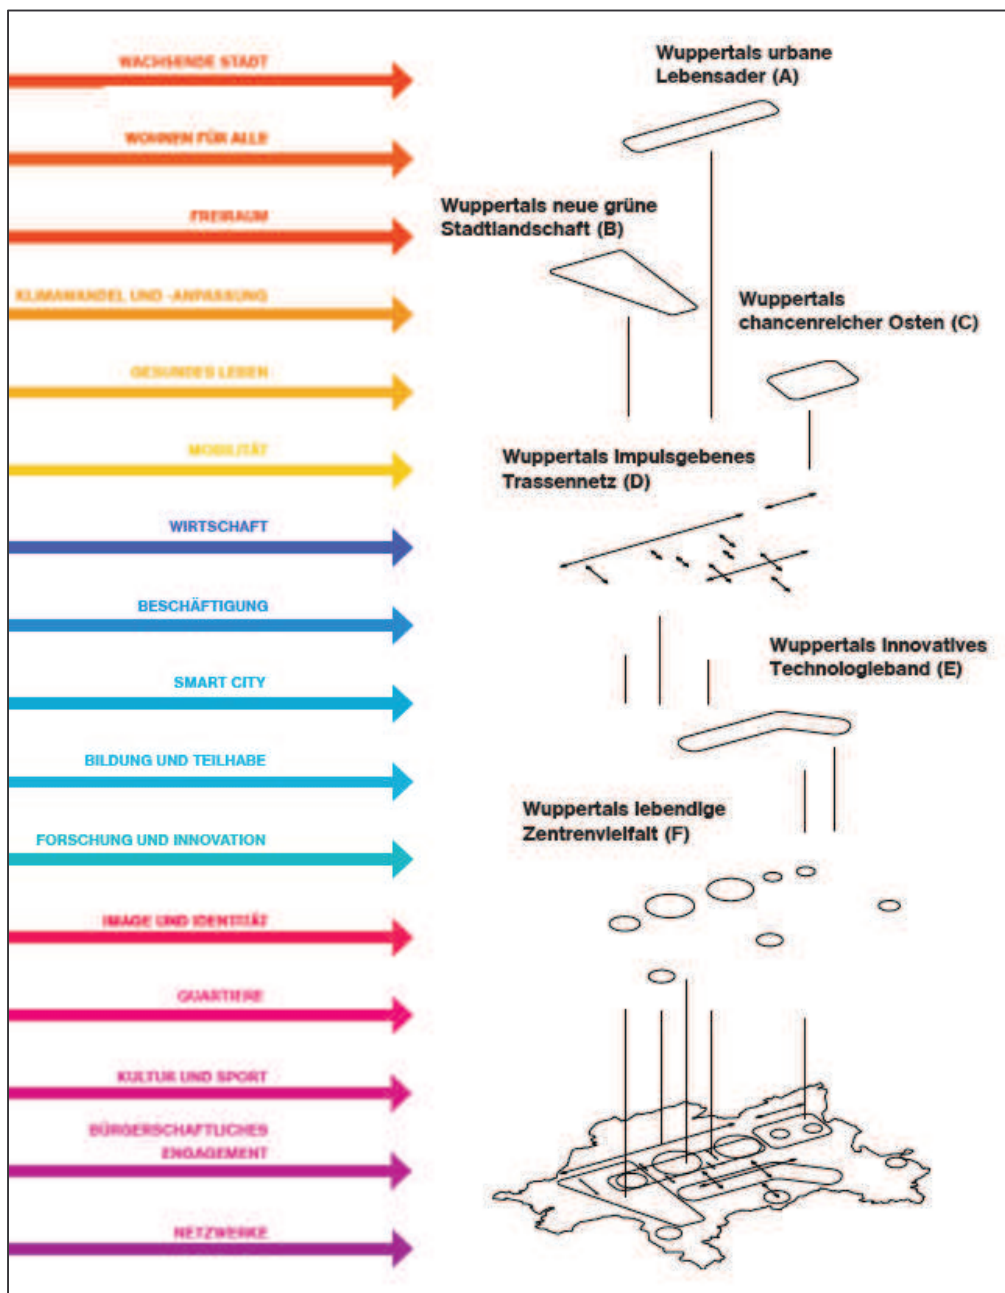 WACHSENDE STADT
WOHNEN FÜR ALLE
FREIRAUM
KLIMAWANDEL UND -ANPASSUNG
GESUNDES LEBEN
MOBILITÄT
WIRTSCHAFT
BESCHÄFTIGUNG
SMART CITY
BILDUNG UND TEILHABE
FORSCHUNG UND INNOVATION
IMAGE UND IDENTITÄT
QUARTIERE
KULTUR UND SPORT
BÜRGERSCHAFTLICHES
ENGAGEMENT
NETZWERKE
Wuppertals urbane
Lebensader (A)
Wuppertals neue grüne
Stadtlandschaft (B)
Wuppertals
chancenreicher Osten (C)
Wuppertals Impulsgebenes
Trassennetz (D)
Wuppertals Innovatives
Technologieband (E)
Wuppertals lebendige
Zentrenvielfalt (F)